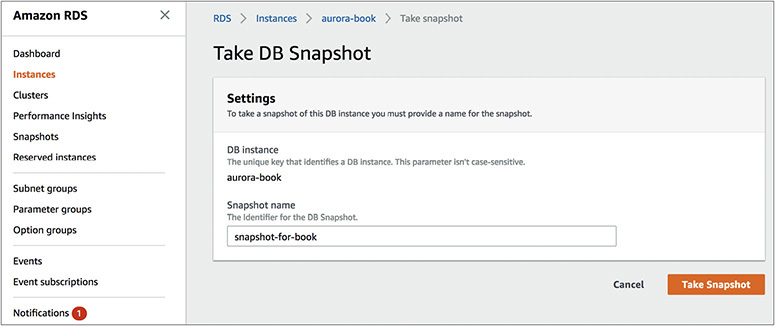 Amazon RDS
Dashboard
Instances
Clusters
Performance Insights
Snapshots
Reserved instances
Subnet groups
Parameter groups
Option groups
Events
Event subscriptions
Notifications 1
RDS > Instances > aurora-book > Take snapshot
Take DB Snapshot
Settings
To take a snapshot of this DB instance you must provide a name for the snapshot.
DB instance
The unique key that identifies a DB instance. This parameter isn't case-sensitive.
aurora-book
Snapshot name
The Identifier for the DB Snapshot.
snapshot-for-book
Cancel Take Snapshot